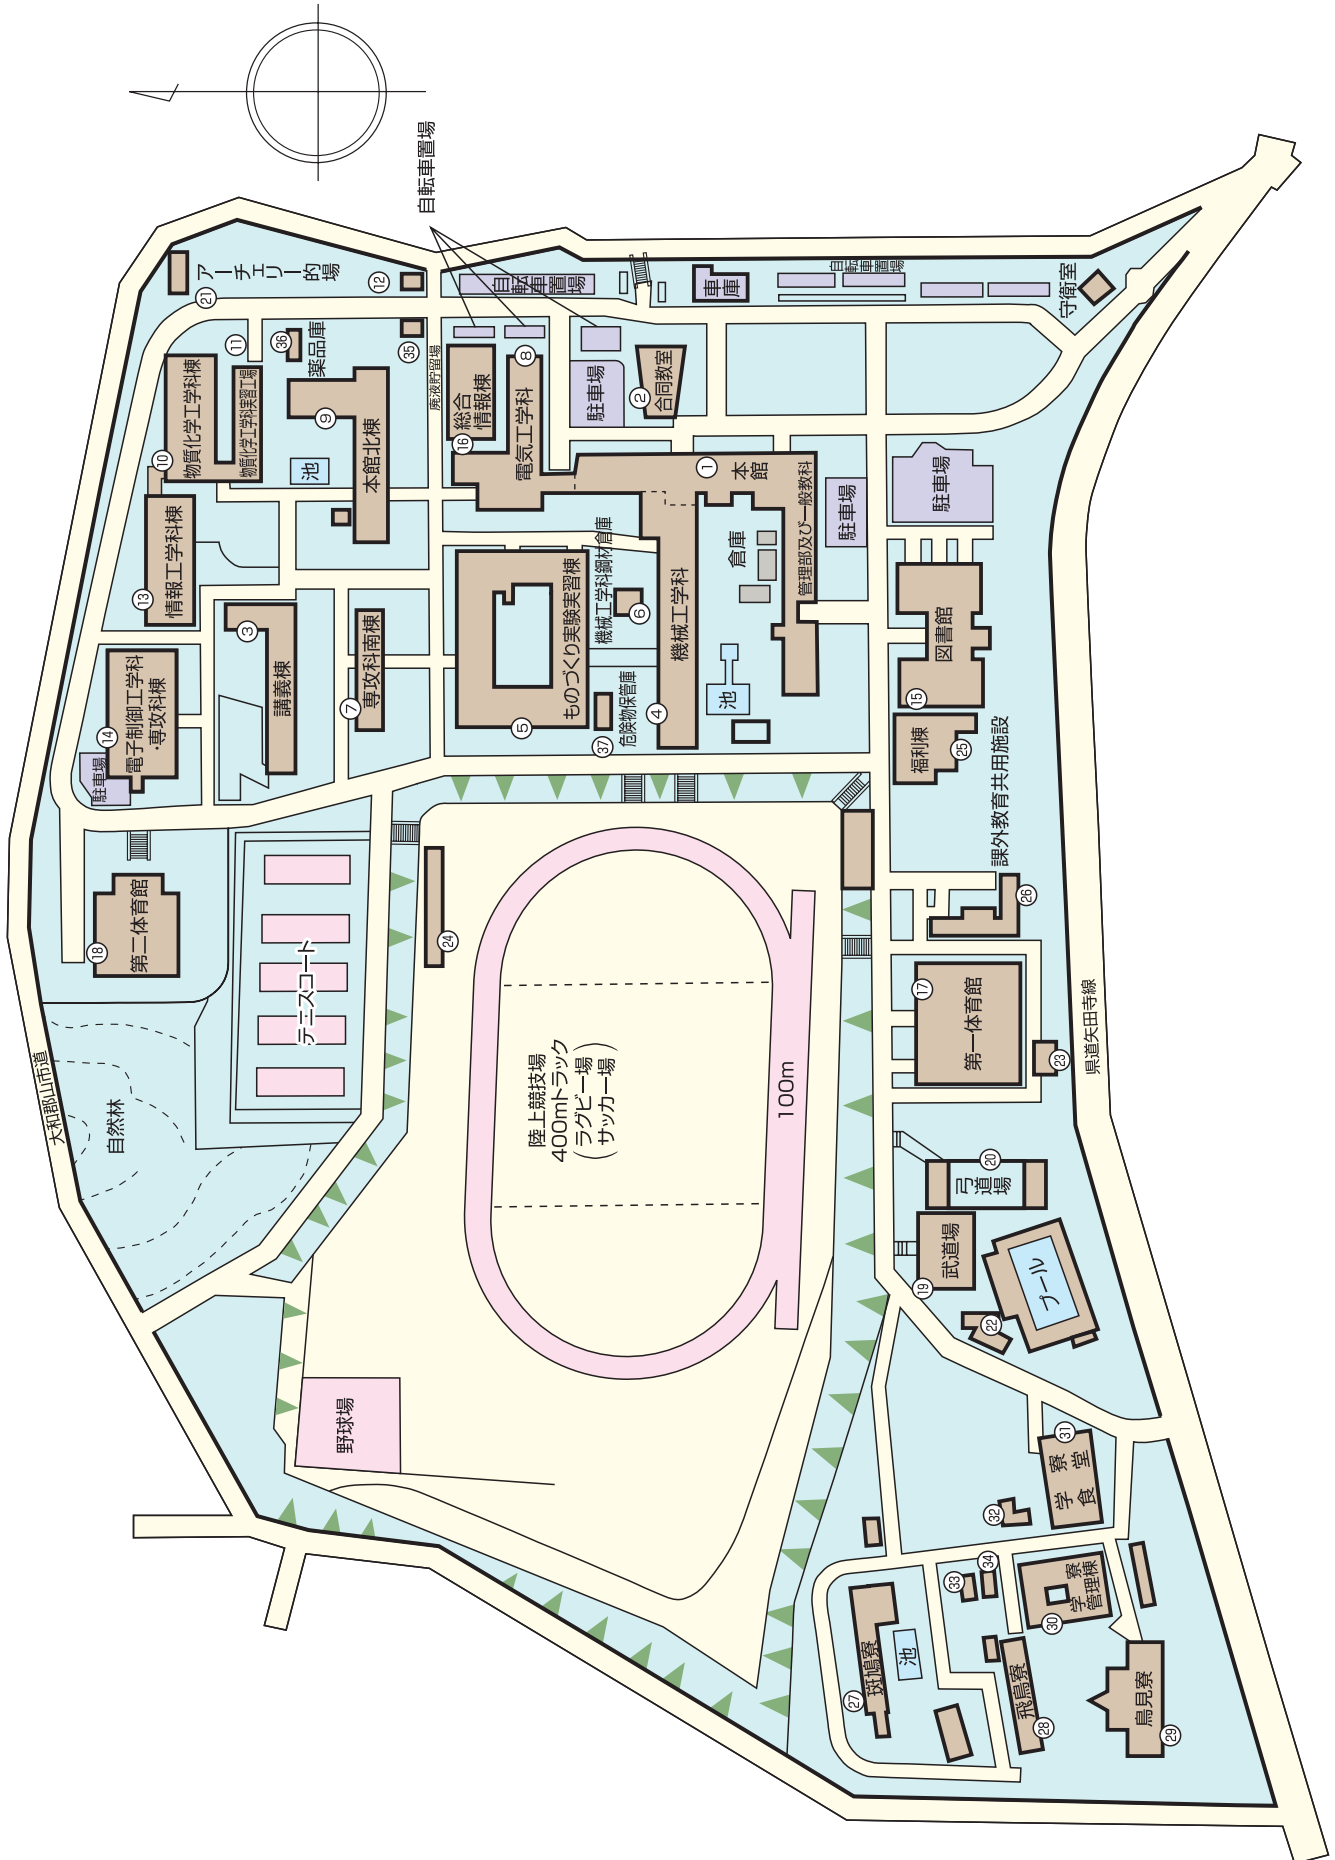 自転車置場
アーチェリー的場
㉑
⑫
自転車置場
車庫
自転車置場
守衛室
⑪
㊱
薬品庫
㉟
廃液貯留場
⑩
物質化学工学科棟
物質化学工学科実習工場
⑨
本館北棟
池
⑯
総合
情報棟
⑧
電気工学科
駐車場
②
合同教室
①
本館
管理部及び一般教科
駐車場
駐車場
⑬
情報工学科棟
③
講義棟
⑦
専攻科南棟
⑤
ものづくり実験実習棟
機械工学科鋼材倉庫
⑥
㊲
危険物保管庫
④
機械工学科
倉庫
池
図書館
⑮
福利棟
㉕
⑭
電子制御工学科
・専攻科棟
駐車場
⑱
第二体育館
テニスコート
㉔
課外教育共用施設
㉖
⑰
第一体育館
㉓
県道矢田寺線
大和郡山市道
自然林
陸上競技場
400mトラック
(ラグビー場
サッカー場)
100m
⑳
弓道場
⑲
武道場
㉒
プール
野球場
㉛
学寮
食堂
㉜
㉝
㉞
㉚
学寮
管理棟
㉗
斑鳩寮
池
飛鳥寮
㉘
鳥見寮
㉙